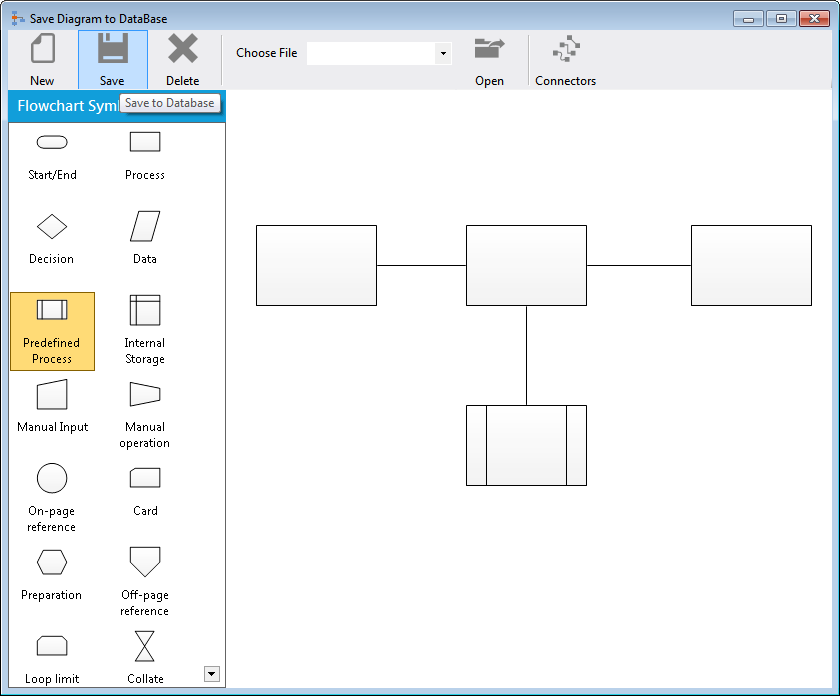 Save Diagram to DataBase
New
Save
Delete
Choose File
Open
Connectors
Save to Database
Flowchart Sym
Start/End
Process
Decision
Data
Predefined
Process
Internal
Storage
Manual Input
Manual
operation
On-page
reference
Card
Preparation
Off-page
reference
Loop limit
Collate